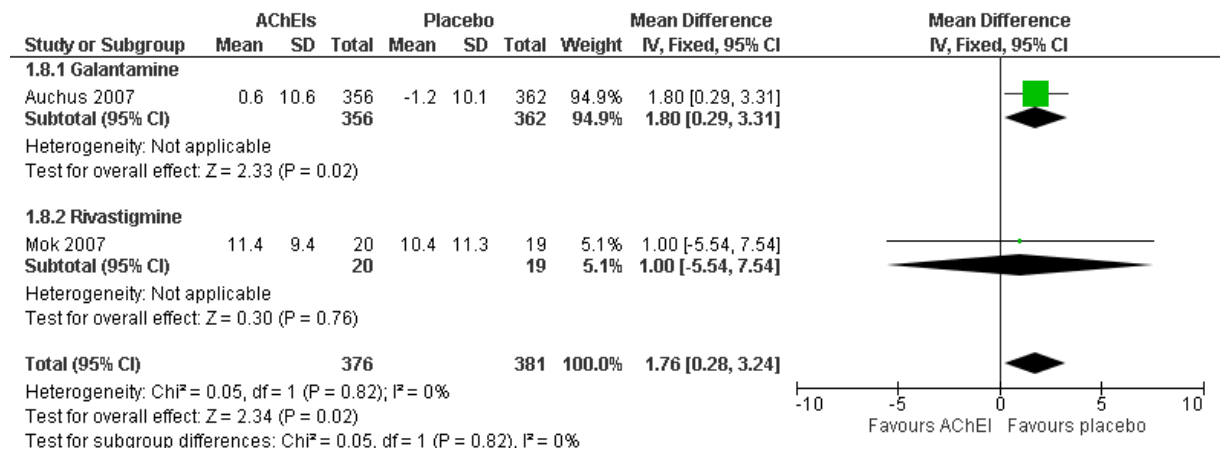 AChEIs Placebo Mean Difference Mean Difference
Study or Subgroup Mean SD Total Mean SD Total Weight IV, Fixed, 95% CI IV, Fixed, 95% CI
1.8.1 Galantamine
Auchus 2007 0.6 10.6 356 -1.2 10.1 362 94.9% 1.80 [0.29, 3.31]
Subtotal (95% CI) 356 362 94.9% 1.80 [0.29, 3.31]
Heterogeneity: Not applicable
Test for overall effect: Z = 2.33 (P = 0.02)
1.8.2 Rivastigmine
Mok 2007 11.4 9.4 20 10.4 11.3 19 5.1% 1.00 [-5.54, 7.54]
Subtotal (95% CI) 20 19 5.1% 1.00 [-5.54, 7.54]
Heterogeneity: Not applicable
Test for overall effect: Z = 0.30 (P = 0.76)
Total (95% CI) 376 381 100.0% 1.76 [0.28, 3.24]
Heterogeneity: Chi² = 0.05, df = 1 (P = 0.82); I² = 0%
Test for overall effect: Z = 2.34 (P = 0.02)
Test for subgroup differences: Chi² = 0.05, df = 1 (P = 0.82), I² = 0%
-10 -5 0 5 10
Favours AChEI Favours placebo